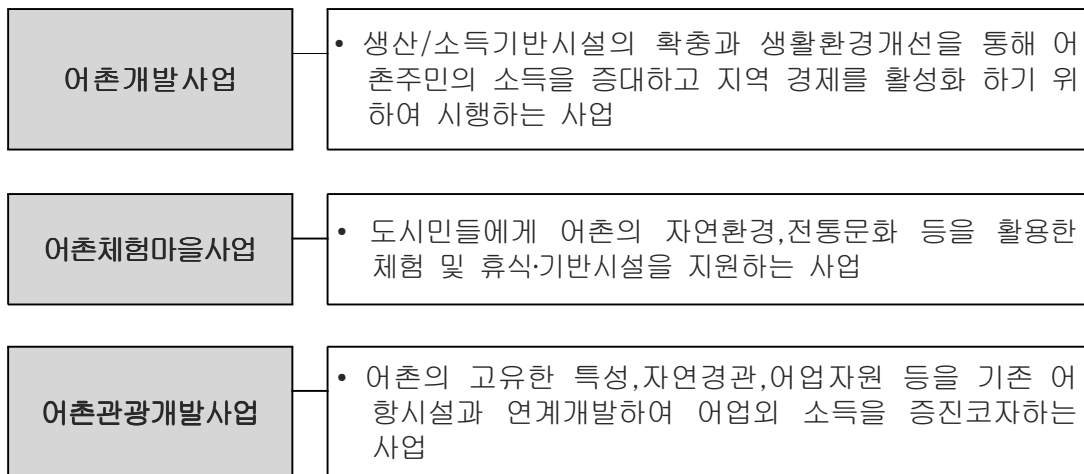 어촌개발사업
• 생산/소득기반시설의 확충과 생활환경개선을 통해 어
촌주민의 소득을 증대하고 지역 경제를 활성화 하기 위
하여 시행하는 사업
어촌체험마을사업
• 도시민들에게 어촌의 자연환경,전통문화 등을 활용한
체험 및 휴식·기반시설을 지원하는 사업
어촌관광개발사업
• 어촌의 고유한 특성,자연경관,어업자원 등을 기존 어
항시설과 연계개발하여 어업외 소득을 증진코자하는
사업